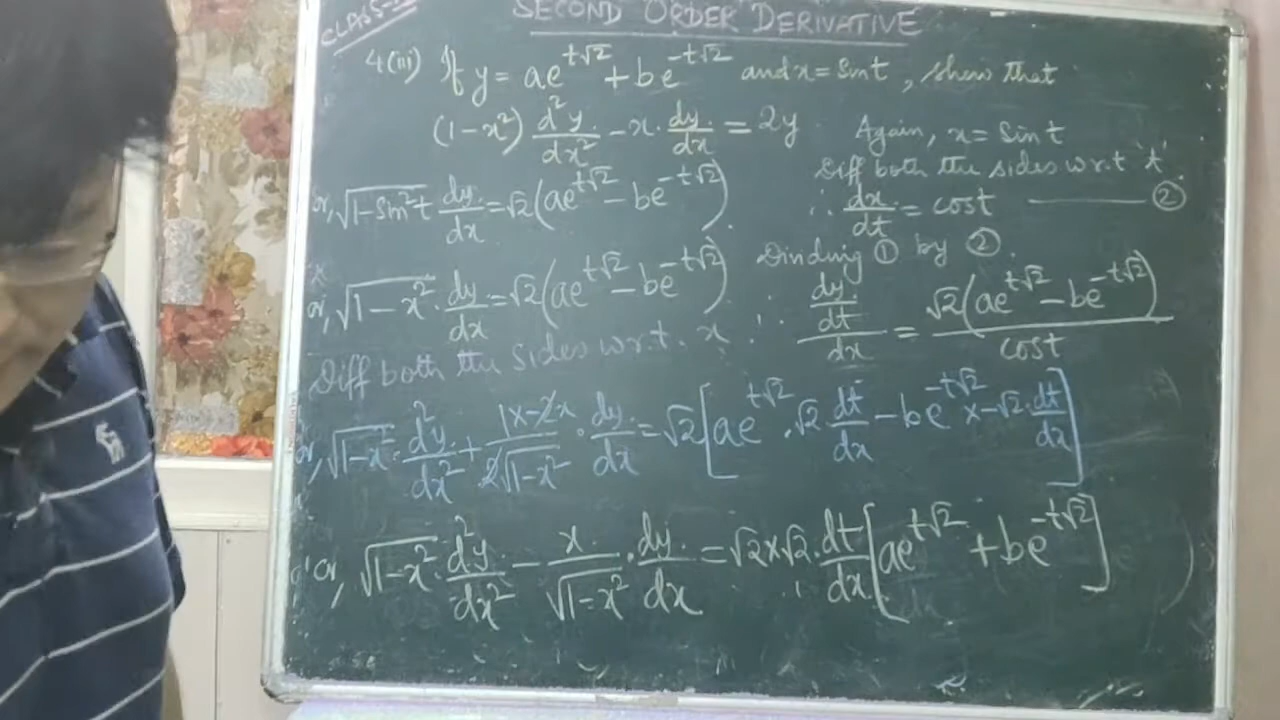 CLASS-
SECOND ORDER DERIVATIVE
4(iii) If y = ae^{t√2} + be^{-t√2} and x = Sint, show that
(1-x²) d²y/dx² - x. dy/dx = 2y
or, √(1-Sin²t) dy/dx = √2(ae^{t√2} - be^{-t√2})
or, √(1-x²) . dy/dx = √2(ae^{t√2} - be^{-t√2})
Diff both the sides w.r.t. x
Again, x = Sint
Diff both the sides w.r.t 't'
∴ dx/dt = cost ②
Dividing ① by ②.
∴ (dy/dt)/(dx = √2(ae^{t√2} - be^{-t√2})/cost
or, √(1-x²) . d²y/dx² + (1x-2x)/(2√(1-x²)) . dy/dx = √2[ae^{t√2} . √2 dt/dx - be^{-t√2} x -√2 . dt/dx]
or, √(1-x²) . d²y/dx² - x/√(1-x²) . dy/dx = √2x√2 . dt/dx [ae^{t√2} + be^{-t√2}]